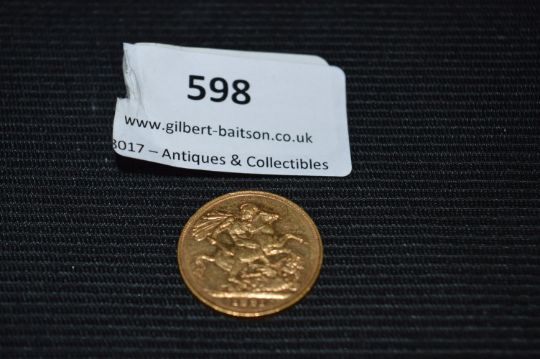 598
www.gilbert-baitson.co.uk
3017 – Antiques & Collectibles